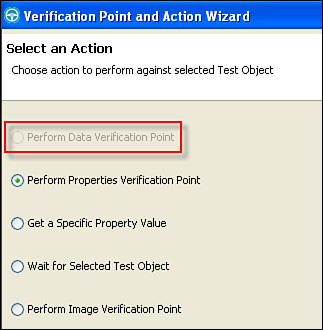 Verification Point and Action Wizard
Select an Action
Choose action to perform against selected Test Object
Perform Data Verification Point
Perform Properties Verification Point
Get a Specific Property Value
Wait for Selected Test Object
Perform Image Verification Point